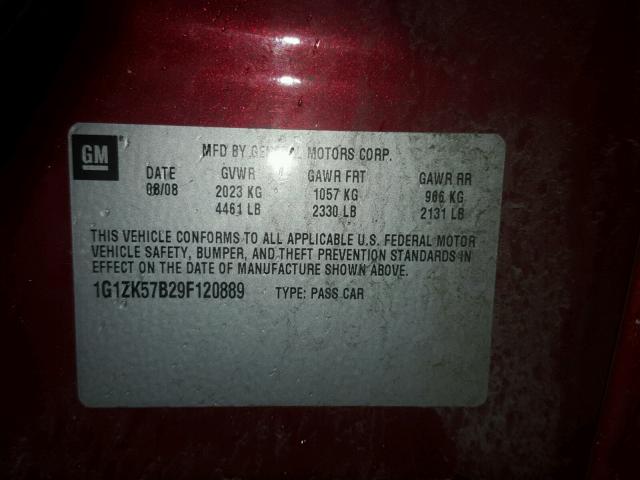 GM
MFD BY GENERAL MOTORS CORP.
DATE GVWR GAWR FRT GAWR RR
08/08 2023 KG 1057 KG 966 KG
4461 LB 2330 LB 2131 LB
THIS VEHICLE CONFORMS TO ALL APPLICABLE U.S. FEDERAL MOTOR
VEHICLE SAFETY, BUMPER, AND THEFT PREVENTION STANDARDS IN
EFFECT ON THE DATE OF MANUFACTURE SHOWN ABOVE.
1G1ZK57B29F120889 TYPE: PASS CAR